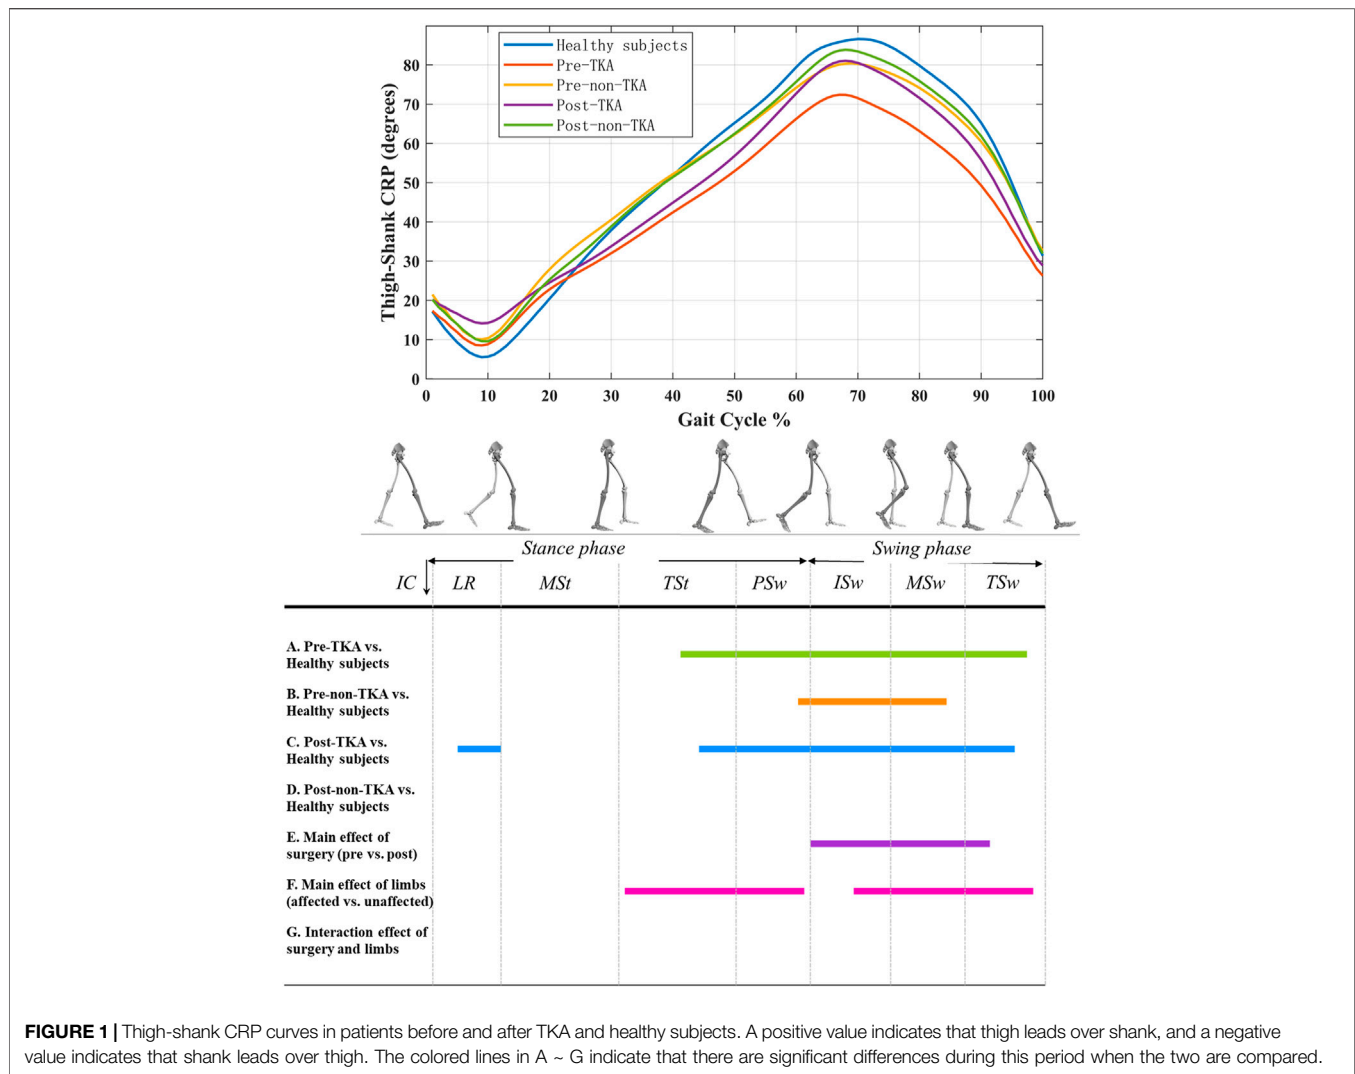 Healthy subjects
Pre-TKA
Pre-non-TKA
Post-TKA
Post-non-TKA
Thigh-Shank CRP (degrees)
80
70
60
50
40
30
20
10
0
0 10 20 30 40 50 60 70 80 90 100
Gait Cycle %
Stance phase Swing phase
IC LR MSt TSt PSw ISw MSw TSw
A. Pre-TKA vs.
Healthy subjects
B. Pre-non-TKA vs.
Healthy subjects
C. Post-TKA vs.
Healthy subjects
D. Post-non-TKA vs.
Healthy subjects
E. Main effect of
surgery (pre vs. post)
F. Main effect of limbs
(affected vs. unaffected)
G. Interaction effect of
surgery and limbs
FIGURE 1 | Thigh-shank CRP curves in patients before and after TKA and healthy subjects. A positive value indicates that thigh leads over shank, and a negative
value indicates that shank leads over thigh. The colored lines in A ~ G indicate that there are significant differences during this period when the two are compared.